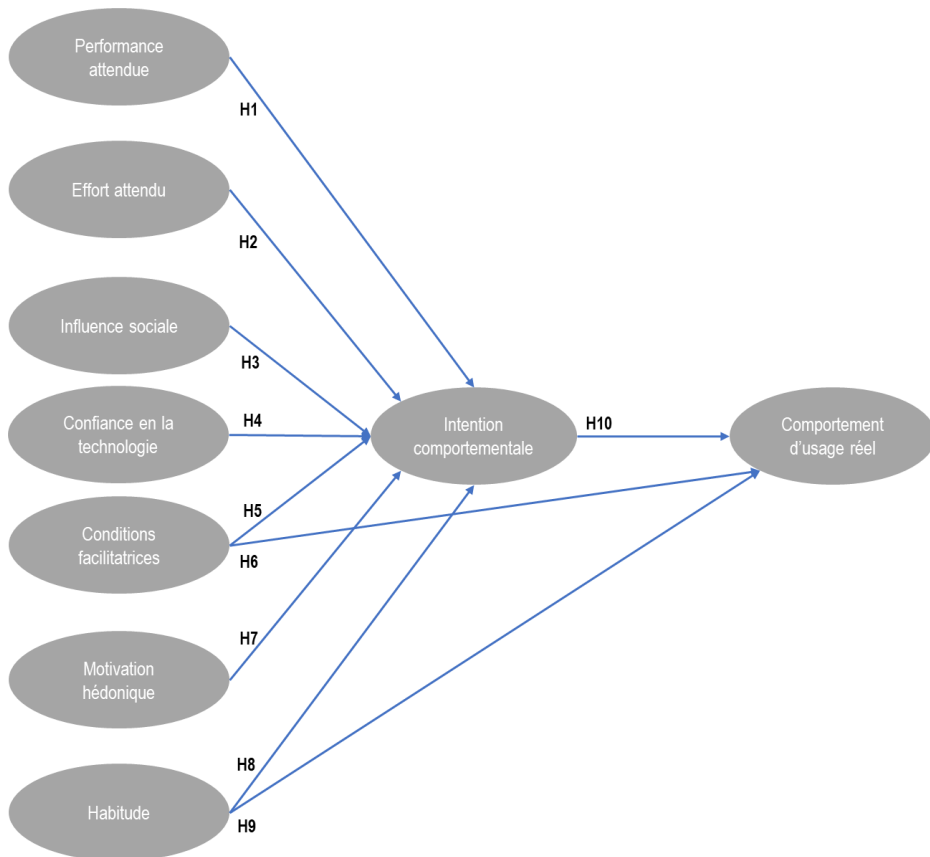 Performance
attendue
H1
Effort attendu
H2
Influence sociale
H3
Confiance en la
technologie
H4
Intention
comportementale
H10
Comportement
d'usage réel
Conditions
facilitatrices
H5
H6
H7
Motivation
hédonique
H8
Habitude
H9